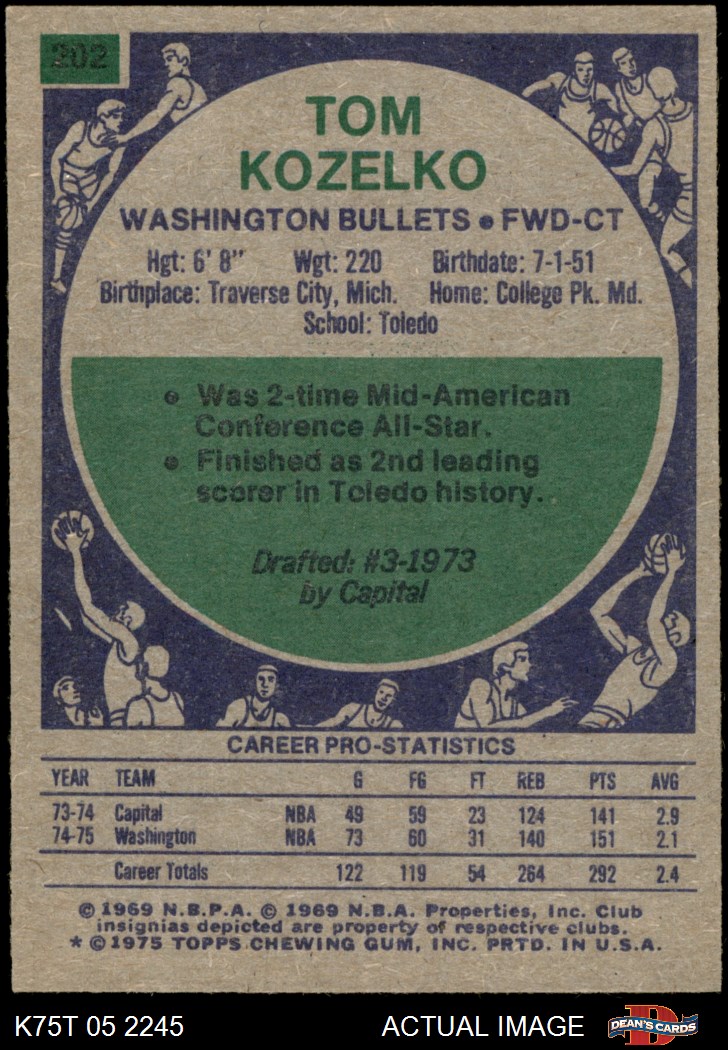 202
TOM
KOZELKO
WASHINGTON BULLETS • FWD-CT
Hgt: 6' 8" Wgt: 220 Birthdate: 7-1-51
Birthplace: Traverse City, Mich. Home: College Pk. Md.
School: Toledo
• Was 2-time Mid-American
Conference All-Star.
• Finished as 2nd leading
scorer in Toledo history.
Drafted: #3-1973
by Capital
CAREER PRO-STATISTICS
YEAR TEAM G FG FT REB PTS AVG
73-74 Capital NBA 49 59 23 124 141 2.9
74-75 Washington NBA 73 60 31 140 151 2.1
Career Totals 122 119 54 264 292 2.4
© 1969 N.B.P.A. © 1969 N.B.A. Properties, Inc. Club
insignias depicted are property of respective clubs.
* © 1975 TOPPS CHEWING GUM, INC. PRTD. IN U.S.A.
K75T 05 2245 ACTUAL IMAGE D DEAN'S CARDS